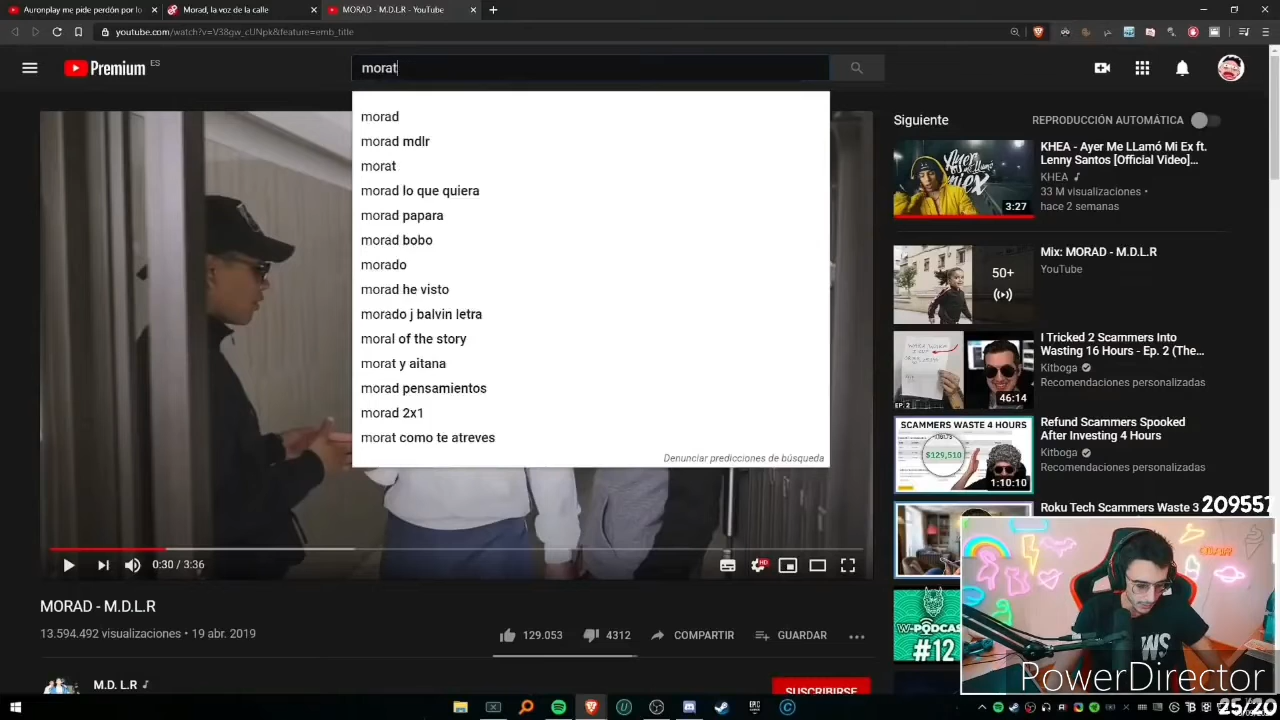 Auronplay me pide perdón por lo
Morad, la voz de la calle
MORAD - M.D.L.R - YouTube
youtube.com/watch?v=V38gw_cUNpk&feature=emb_title
Premium ES
morat
morad
morad mdlr
morat
morad lo que quiera
morad papara
morad bobo
morado
morad he visto
morado j balvin letra
moral of the story
morat y aitana
morad pensamientos
morad 2x1
morat como te atreves
Denunciar predicciones de búsqueda
0:30 / 3:36
HD
MORAD - M.D.L.R
13.594.492 visualizaciones • 19 abr. 2019
129.053
4312
COMPARTIR
GUARDAR
M.D. L.R
SUSCRIBIRSE
Siguiente
REPRODUCCIÓN AUTOMÁTICA
3:27
KHEA - Ayer Me LLamó Mi Ex ft.
Lenny Santos [Official Video]...
KHEA
33 M visualizaciones •
hace 2 semanas
50+
Mix: MORAD - M.D.L.R
YouTube
EP. 2
46:14
I Tricked 2 Scammers Into
Wasting 16 Hours - Ep. 2 (The...
Kitboga
Recomendaciones personalizadas
SCAMMERS WASTE 4 HOURS
$129,510
1:10:10
Refund Scammers Spooked
After Investing 4 Hours
Kitboga
Recomendaciones personalizadas
Roku Tech Scammers Waste 3
209557
W-PODCAS
#12
WS
PowerDirector
25/20